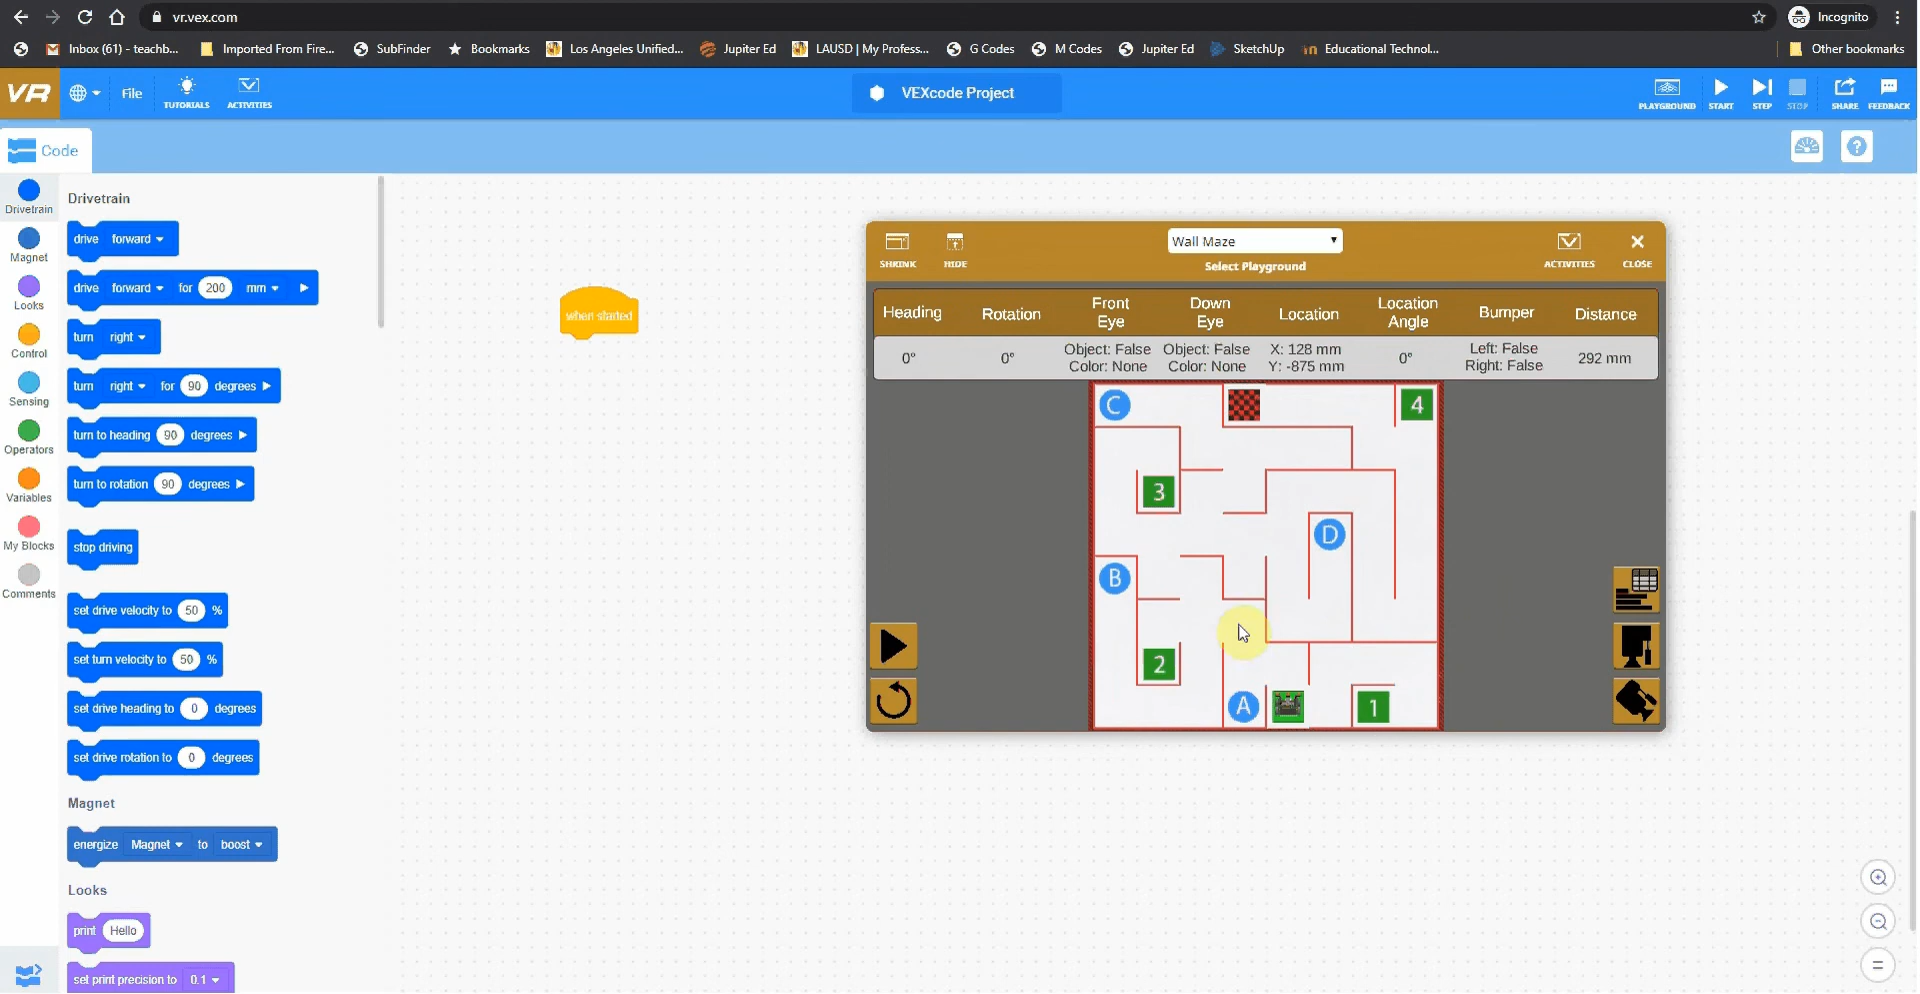 vr.vex.com
Incognito
Inbox (61) - teachb...
Imported From Fire...
SubFinder
Bookmarks
Los Angeles Unified...
Jupiter Ed
LAUSD | My Profess...
G Codes
M Codes
Jupiter Ed
SketchUp
in
Educational Technol...
Other bookmarks
VR
File
TUTORIALS
ACTIVITIES
VEXcode Project
PLAYGROUND
START
STEP
STOP
SHARE
FEEDBACK
Code
?
Drivetrain
Magnet
Looks
Control
Sensing
Operators
Variables
My Blocks
Comments
Drivetrain
drive forward
drive forward for 200 mm
turn right
turn right for 90 degrees
turn to heading 90 degrees
turn to rotation 90 degrees
stop driving
set drive velocity to 50 %
set turn velocity to 50 %
set drive heading to 0 degrees
set drive rotation to 0 degrees
Magnet
energize Magnet to boost
Looks
print Hello
set print precision to 0.1
when started
SHRINK
HIDE
Wall Maze
Select Playground
ACTIVITIES
CLOSE
Heading
Rotation
Front
Eye
Down
Eye
Location
Location
Angle
Bumper
Distance
0°
0°
Object: False
Color: None
Object: False
Color: None
X: 128 mm
Y: -875 mm
0°
Left: False
Right: False
292 mm
C
4
3
D
B
2
A
1